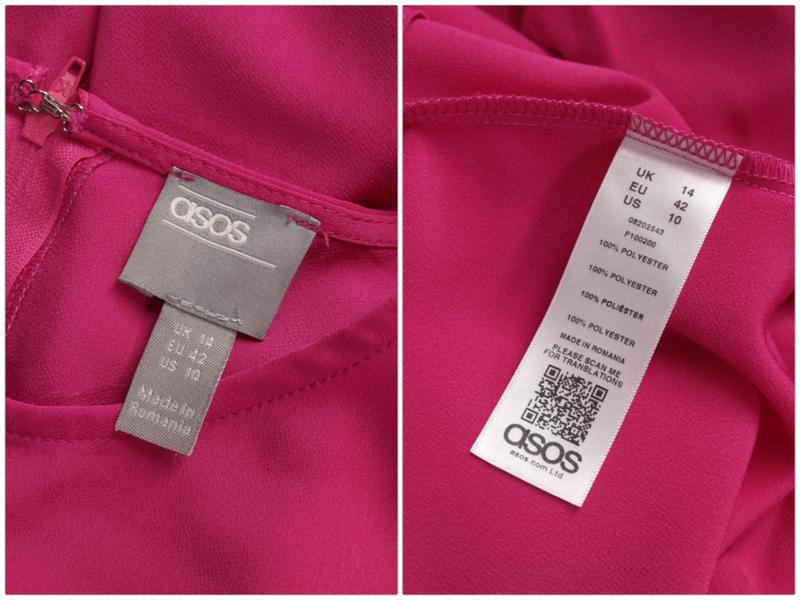 asos
UK 14
EU 42
US 10
Made in
Romania
UK 14
EU 42
US 10
08202543
F100200
100% POLYESTER
100% POLYESTER
100% POLIÉSTER
100% POLYESTER
MADE IN ROMANIA
PLEASE SCAN ME
FOR TRANSLATIONS
asos
asos.com Ltd